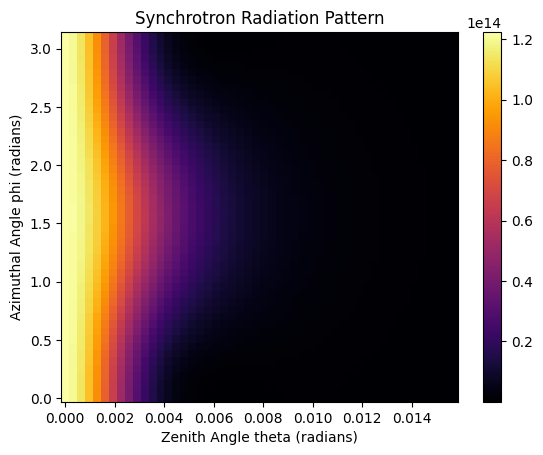 Synchrotron Radiation Pattern
1e14
3.0
2.5
2.0
1.5
1.0
0.5
0.0
Azimuthal Angle phi (radians)
0.000 0.002 0.004 0.006 0.008 0.010 0.012 0.014
Zenith Angle theta (radians)
1.2
1.0
0.8
0.6
0.4
0.2